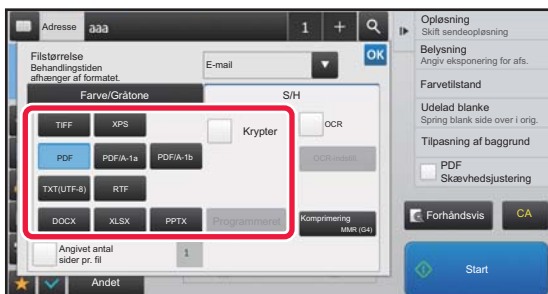 Adresse aaa 1 +
Filstørrelse
Behandlingstiden
afhænger af formatet.
E-mail
OK
Farve/Gråtone
S/H
TIFF XPS
Krypter
OCR
PDF PDF/A-1a PDF/A-1b
OCR-indstil.
TXT(UTF-8) RTF
DOCX XLSX PPTX
Programmeret
Komprimering
MMR (G4)
Angivet antal
sider pr. fil
1
Andet
Opløsning
Skift sendeopløsning
Belysning
Angiv eksponering for afs.
Farvetilstand
Udelad blanke
Spring blank side over i orig.
Tilpasning af baggrund
PDF
Skævhedsjustering
Forhåndsvis
CA
Start